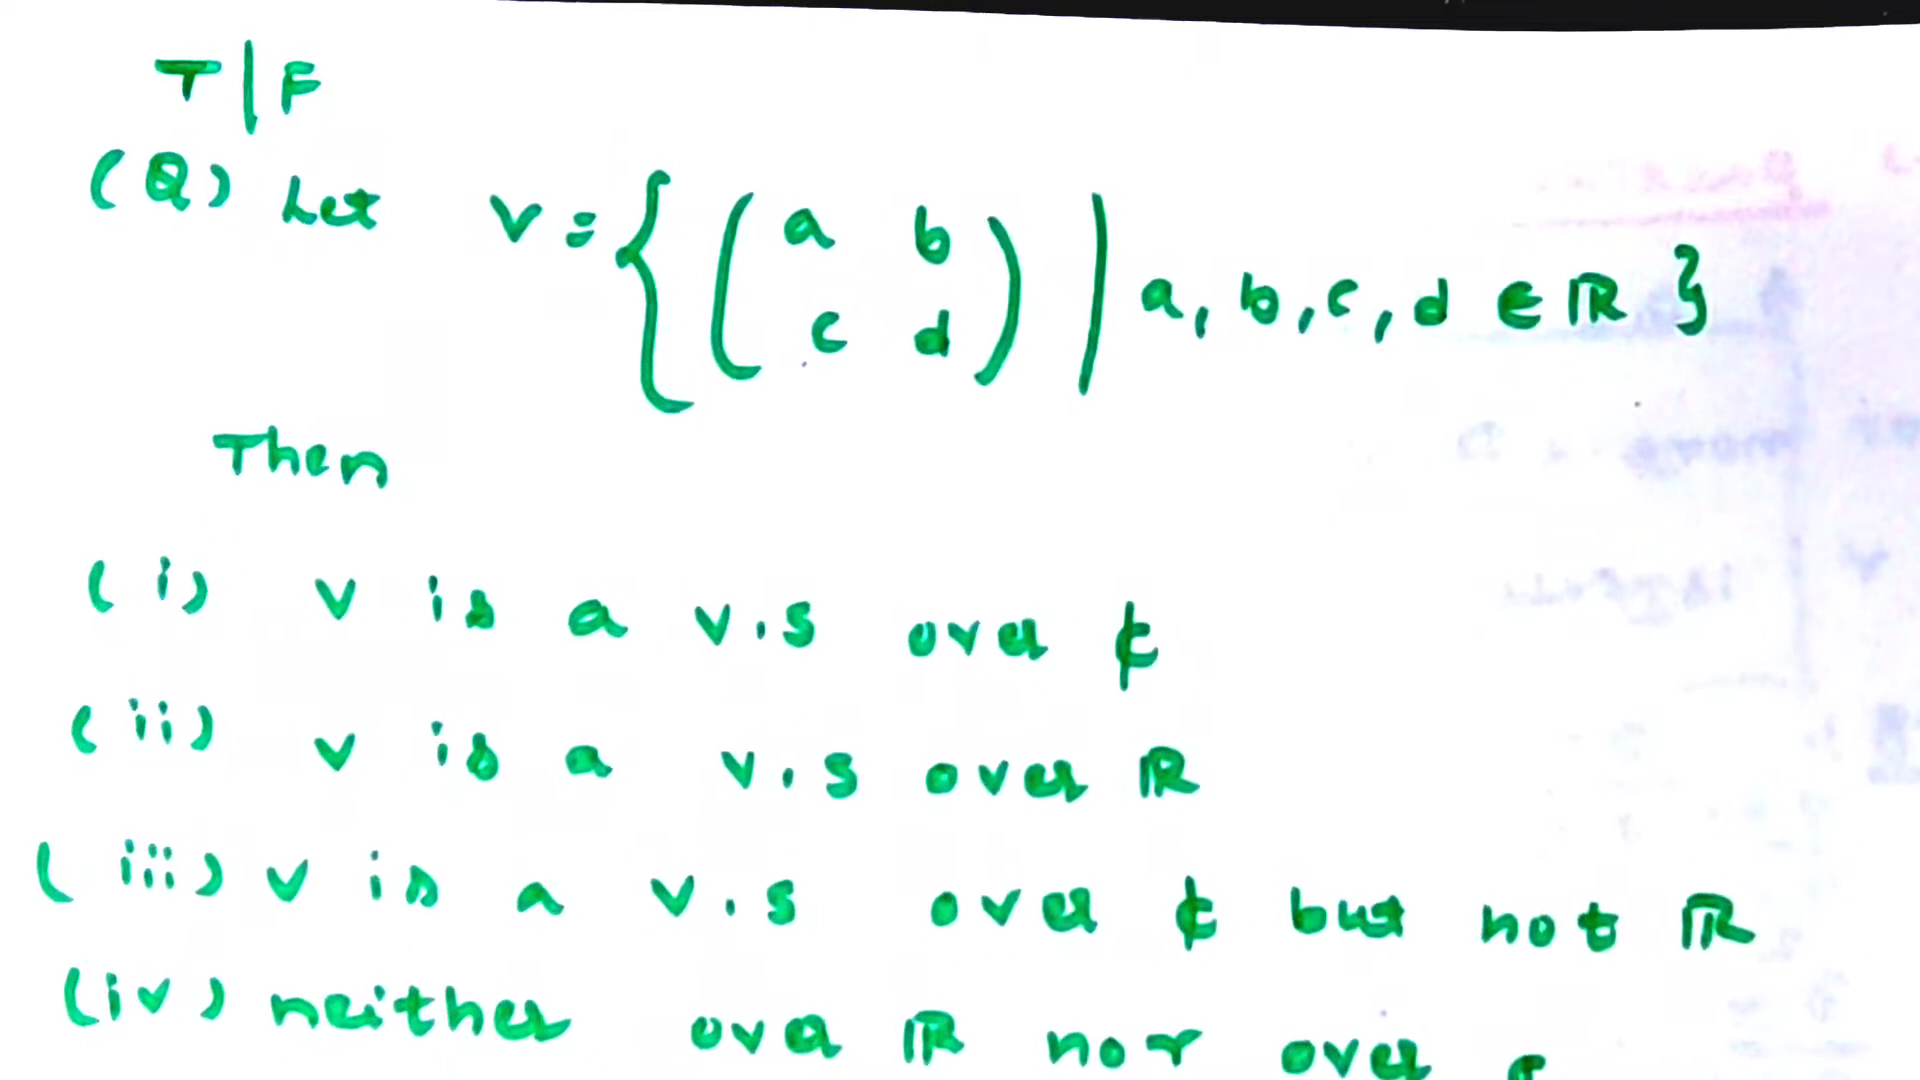 T|F
(Q) Let V = { ( a b
c d ) | a, b, c, d ∈ ℝ }
Then
(i) V is a v.s over ₵
(ii) V is a v.s over ℝ
(iii) V is a v.s over ₵ but not ℝ
(iv) neither over ℝ nor over